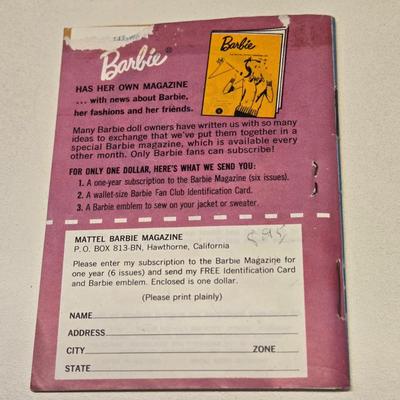 Barbie®
Barbie
HAS HER OWN MAGAZINE
... with news about Barbie,
her fashions and her friends.
Many Barbie doll owners have written us with so many
ideas to exchange that we've put them together in a
special Barbie magazine, which is available every
other month. Only Barbie fans can subscribe!
FOR ONLY ONE DOLLAR, HERE'S WHAT WE SEND YOU:
1. A one-year subscription to the Barbie Magazine (six issues).
2. A wallet-size Barbie Fan Club Identification Card.
3. A Barbie emblem to sew on your jacket or sweater.
MATTEL BARBIE MAGAZINE
P.O. BOX 813-BN, Hawthorne, California
Please enter my subscription to the Barbie Magazine for
one year (6 issues) and send my FREE Identification Card
and Barbie emblem. Enclosed is one dollar.
(Please print plainly)
NAME
ADDRESS
CITY ZONE
STATE